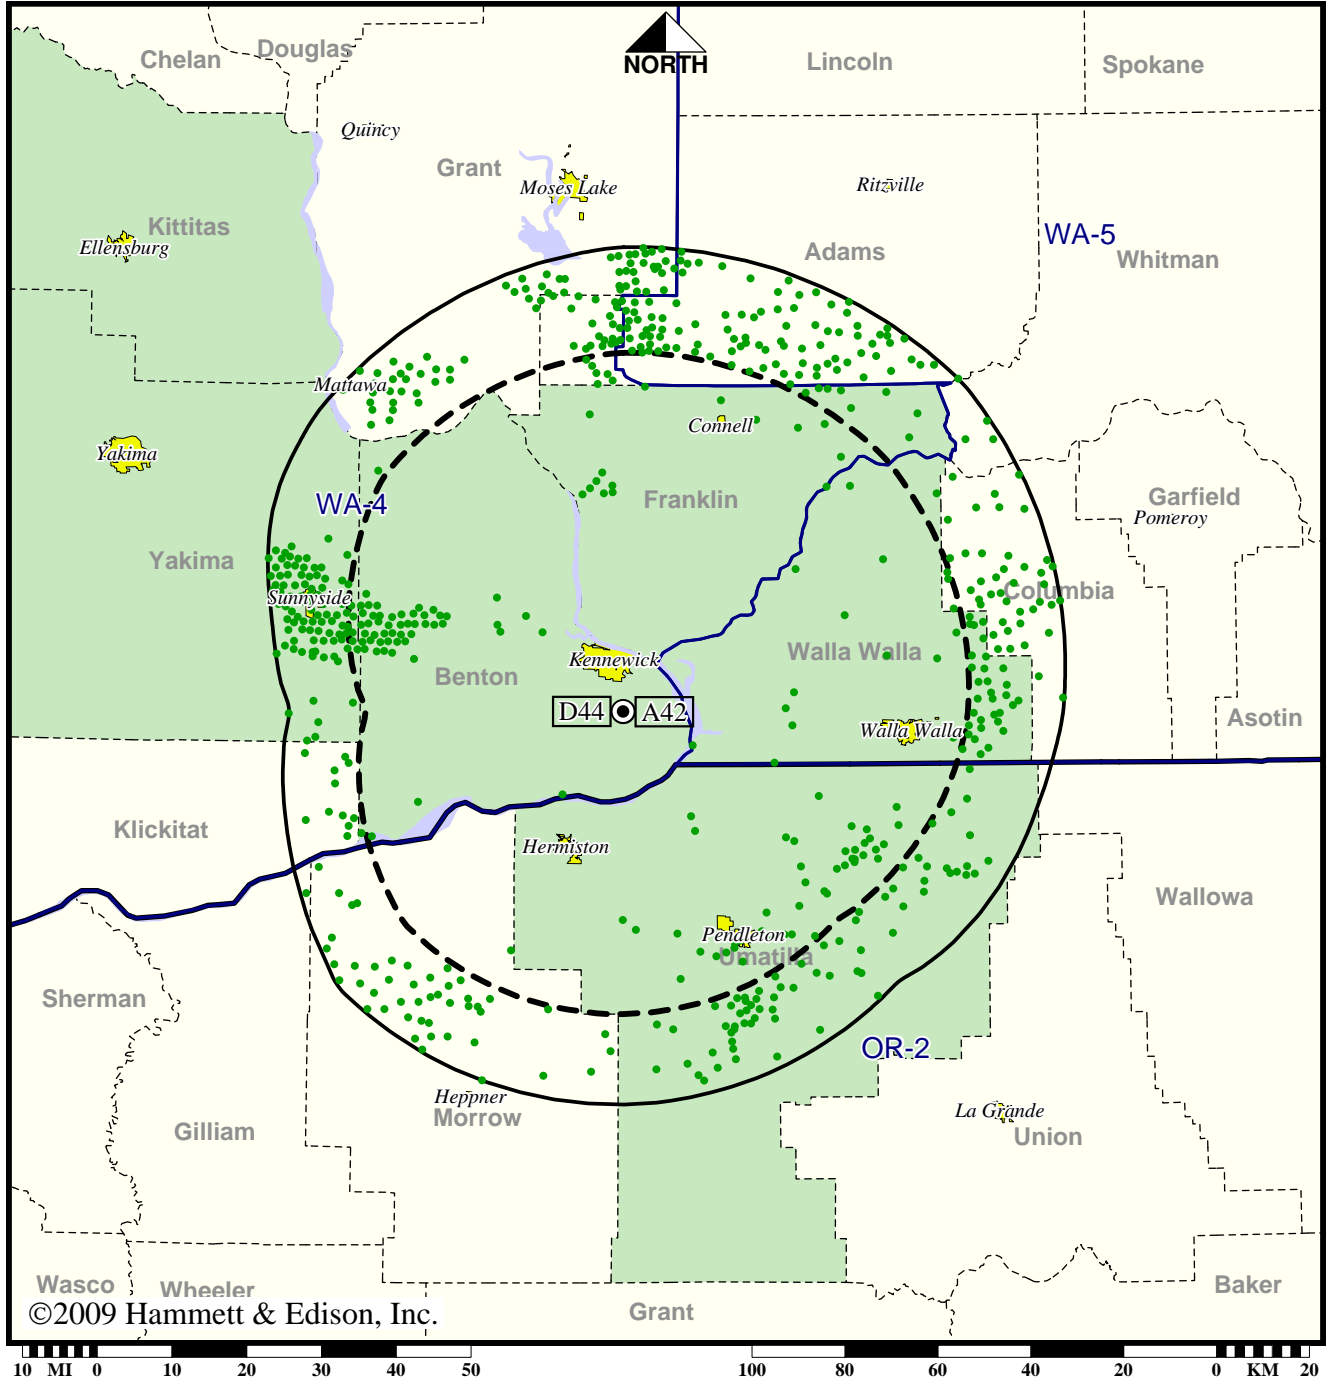 Chelan
Douglas
NORTH
Lincoln
Spokane
Quincy
Grant
Moses Lake
Ritzville
Kittitas
Ellensburg
WA-5
Adams
Whitman
Mattawa
Connell
Yakima
WA-4
Franklin
Garfield
Pomeroy
Yakima
Sunnyside
Columbia
Kennewick
Walla Walla
Benton
D44
A42
Asotin
Walla Walla
Klickitat
Hermiston
Wallowa
Pendleton
Umatilla
Sherman
OR-2
Heppner
Morrow
La Grande
Union
Gilliam
Wasco
Wheeler
Baker
©2009 Hammett & Edison, Inc.
Grant
10 MI 0 10 20 30 40 50 100 80 60 40 20 0 KM 20